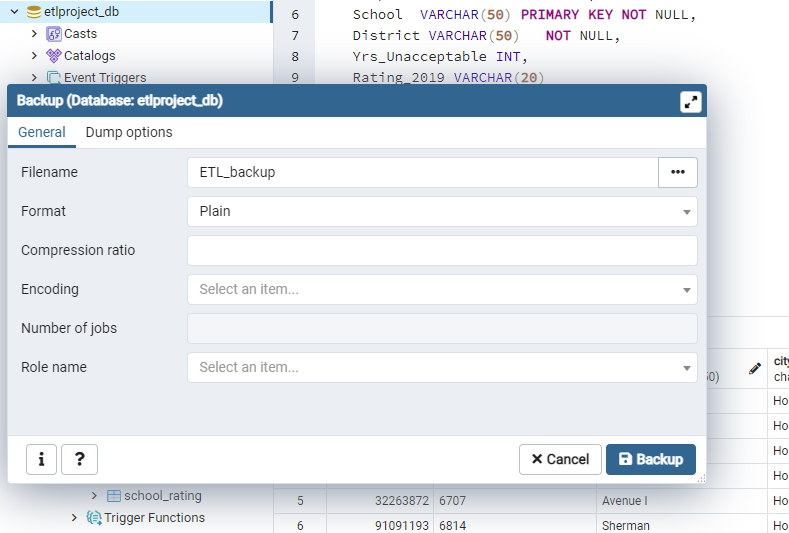 etlproject_db
Casts
Catalogs
Event Triggers
6 School VARCHAR(50) PRIMARY KEY NOT NULL,
7 District VARCHAR(50) NOT NULL,
8 Yrs_Unacceptable INT,
9 Rating_2019 VARCHAR(20)
Backup (Database: etlproject_db)
General Dump options
Filename ETL_backup
Format Plain
Compression ratio
Encoding Select an item...
Number of jobs
Role name Select an item...
Cancel Backup
school_rating
Trigger Functions
50)
city
cha
Ho
Ho
Ho
Ho
5 32263872 6707 Avenue I Ho
6 91091193 6814 Sherman Ho